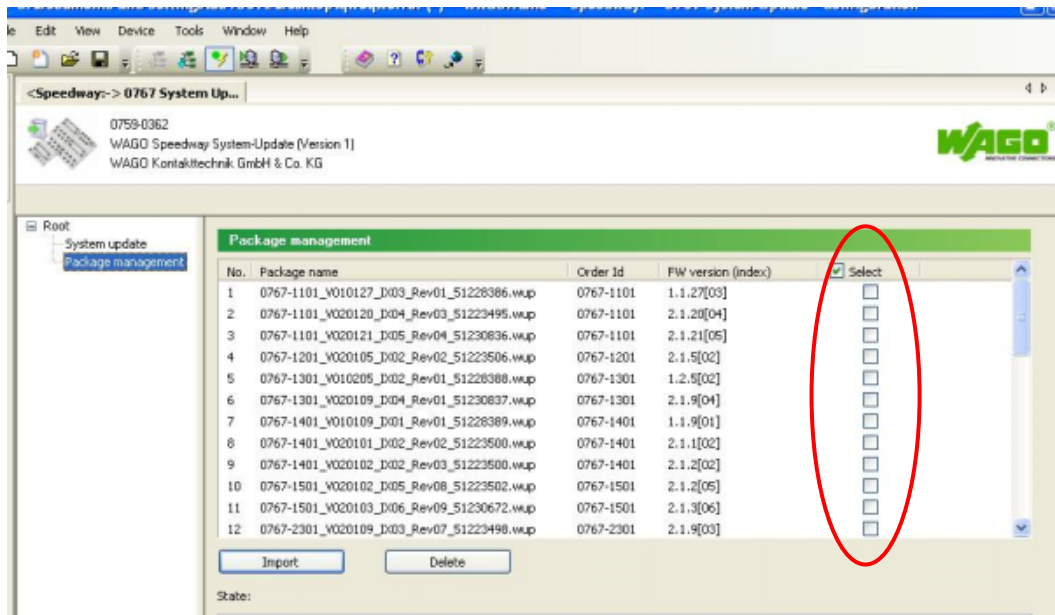 Edit View Device Tools Window Help
<Speedway:-> 0767 System Up...
0759-0362
WAGO Speedway System-Update (Version 1)
WAGO Kontakttechnik GmbH & Co. KG
WAGO
INNOVATIVE CONNECTIONS
Root
System update
Package management
Package management
No. Package name Order Id FW version (index) Select
1 0767-1101_V010127_IX03_Rev01_51228386.wup 0767-1101 1.1.27[03]
2 0767-1101_V020120_IX04_Rev03_51223495.wup 0767-1101 2.1.20[04]
3 0767-1101_V020121_IX05_Rev04_51230836.wup 0767-1101 2.1.21[05]
4 0767-1201_V020105_IX02_Rev02_51223506.wup 0767-1201 2.1.5[02]
5 0767-1301_V010205_IX02_Rev01_51228388.wup 0767-1301 1.2.5[02]
6 0767-1301_V020109_IX04_Rev01_51230837.wup 0767-1301 2.1.9[04]
7 0767-1401_V010109_IX01_Rev01_51228389.wup 0767-1401 1.1.9[01]
8 0767-1401_V020101_IX02_Rev02_51223500.wup 0767-1401 2.1.1[02]
9 0767-1401_V020102_IX02_Rev03_51223500.wup 0767-1401 2.1.2[02]
10 0767-1501_V020102_IX05_Rev08_51223502.wup 0767-1501 2.1.2[05]
11 0767-1501_V020103_IX06_Rev09_51230672.wup 0767-1501 2.1.3[06]
12 0767-2301_V020109_IX03_Rev07_51223498.wup 0767-2301 2.1.9[03]
Import Delete
State: